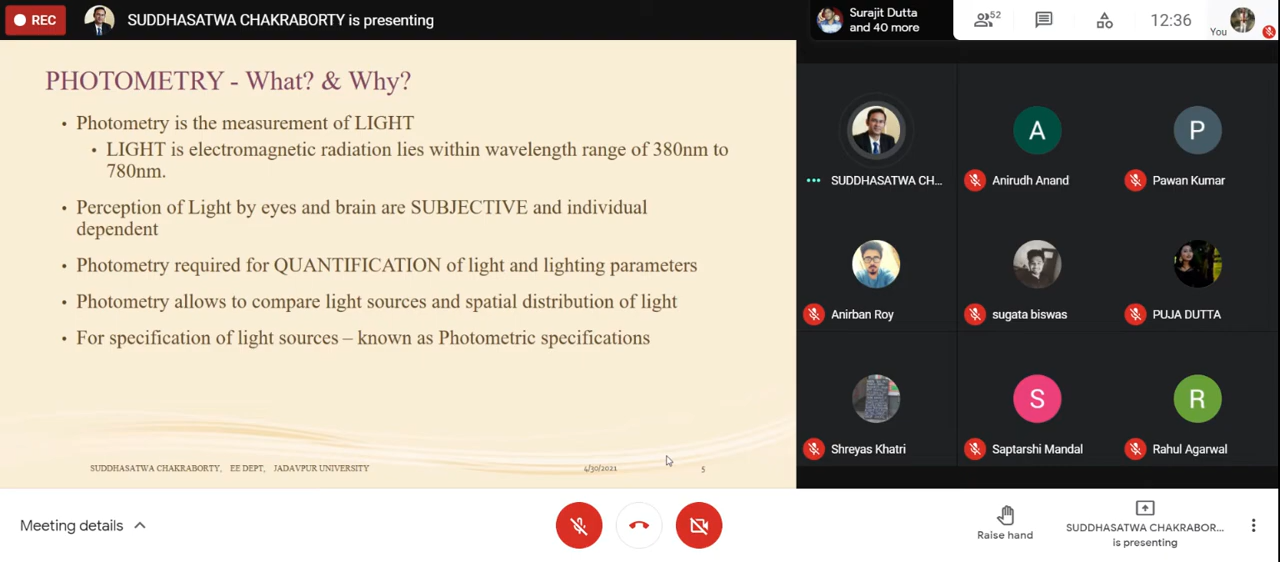 REC
SUDDHASATWA CHAKRABORTY is presenting
Surajit Dutta
and 40 more
52
12:36
You
PHOTOMETRY - What? & Why?
• Photometry is the measurement of LIGHT
• LIGHT is electromagnetic radiation lies within wavelength range of 380nm to
780nm.
• Perception of Light by eyes and brain are SUBJECTIVE and individual
dependent
• Photometry required for QUANTIFICATION of light and lighting parameters
• Photometry allows to compare light sources and spatial distribution of light
• For specification of light sources – known as Photometric specifications
SUDDHASATWA CHAKRABORTY, EE DEPT, JADAVPUR UNIVERSITY
4/30/2021
5
SUDDHASATWA CH...
A
Anirudh Anand
P
Pawan Kumar
Anirban Roy
sugata biswas
PUJA DUTTA
Shreyas Khatri
S
Saptarshi Mandal
R
Rahul Agarwal
Meeting details
Raise hand
SUDDHASATWA CHAKRABOR...
is presenting